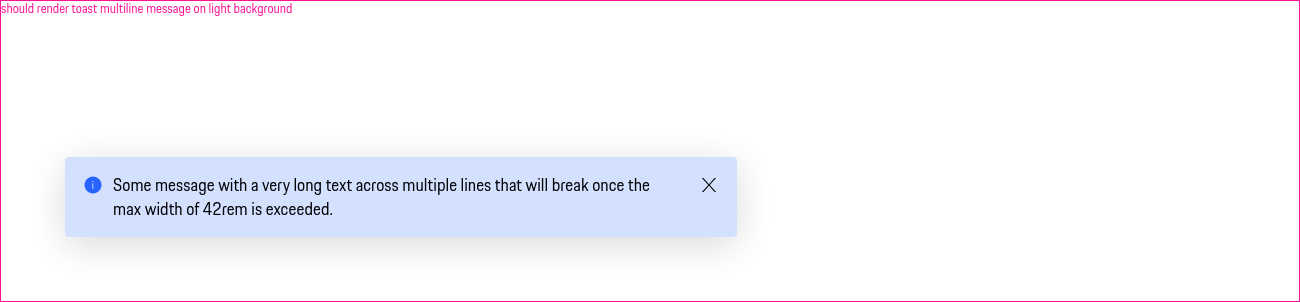 should render toast multiline message on light background
Some message with a very long text across multiple lines that will break once the
max width of 42rem is exceeded.